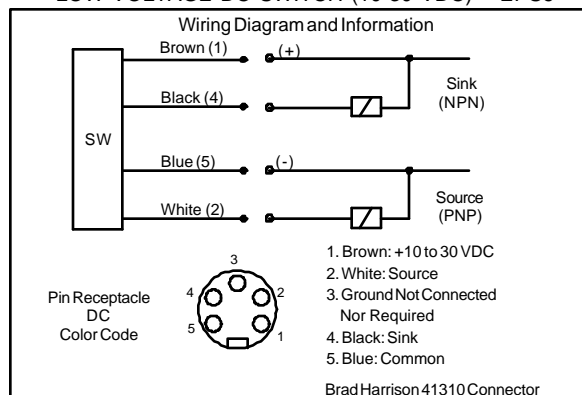 Wiring Diagram and Information
Brown (1)
(+)
Sink
(NPN)
Black (4)
SW
Blue (5)
(-)
Source
(PNP)
White (2)
3
4
2
5
1
Pin Receptacle
DC
Color Code
1. Brown: +10 to 30 VDC
2. White: Source
3. Ground Not Connected
Nor Required
4. Black: Sink
5. Blue: Common
Brad Harrison 41310 Connector